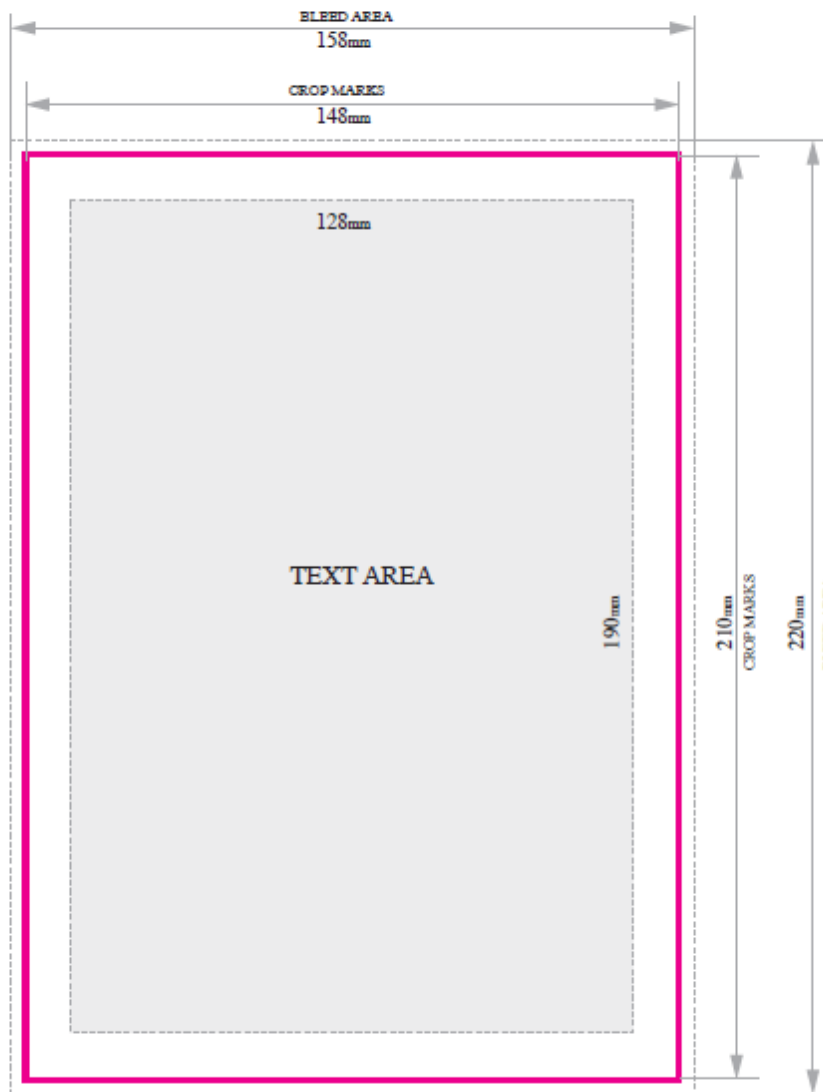 BLEED AREA
158mm
CROP MARKS
148mm
128mm
TEXT AREA
190mm
210mm
CROP MARKS
220mm